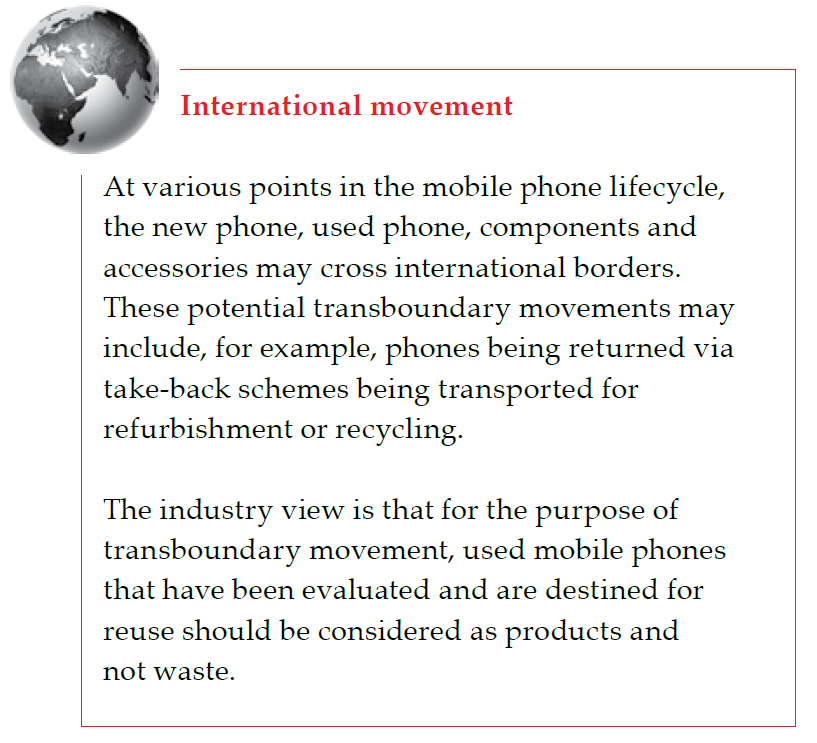 International movement
At various points in the mobile phone lifecycle,
the new phone, used phone, components and
accessories may cross international borders.
These potential transboundary movements may
include, for example, phones being returned via
take-back schemes being transported for
refurbishment or recycling.
The industry view is that for the purpose of
transboundary movement, used mobile phones
that have been evaluated and are destined for
reuse should be considered as products and
not waste.